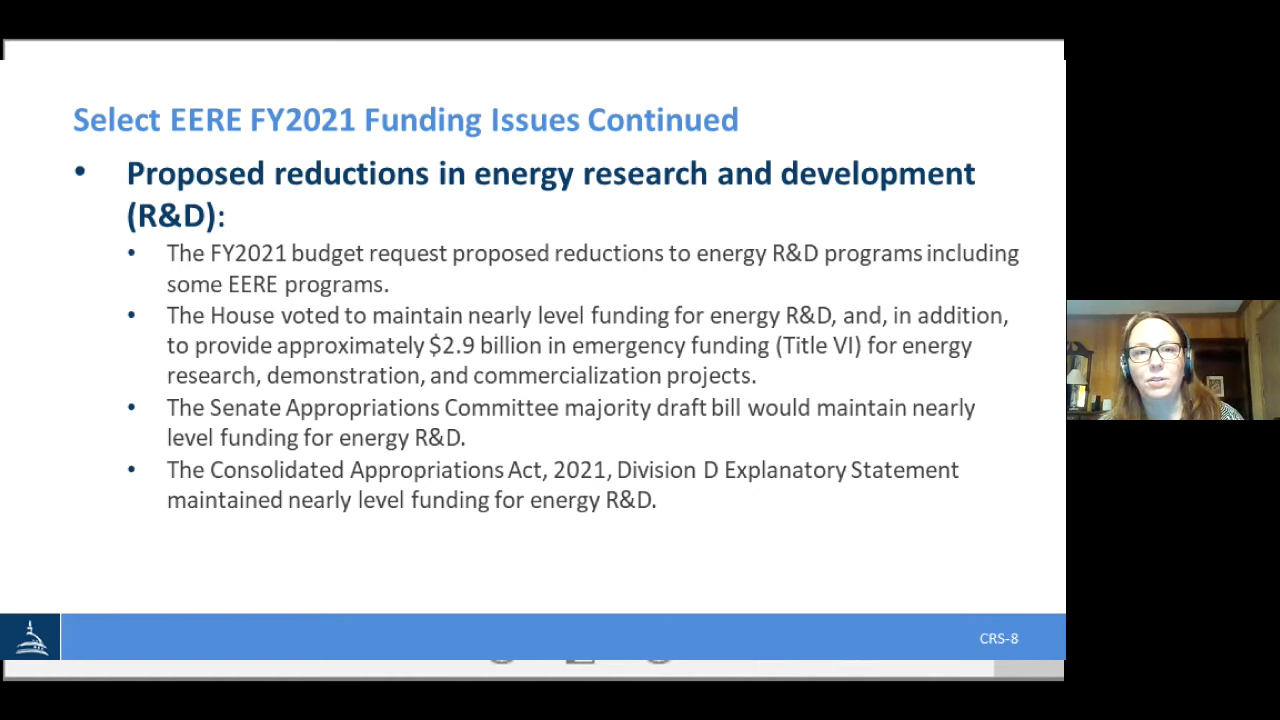 Select EERE FY2021 Funding Issues Continued
• Proposed reductions in energy research and development
(R&D):
• The FY2021 budget request proposed reductions to energy R&D programs including
some EERE programs.
• The House voted to maintain nearly level funding for energy R&D, and, in addition,
to provide approximately $2.9 billion in emergency funding (Title VI) for energy
research, demonstration, and commercialization projects.
• The Senate Appropriations Committee majority draft bill would maintain nearly
level funding for energy R&D.
• The Consolidated Appropriations Act, 2021, Division D Explanatory Statement
maintained nearly level funding for energy R&D.
CRS-8